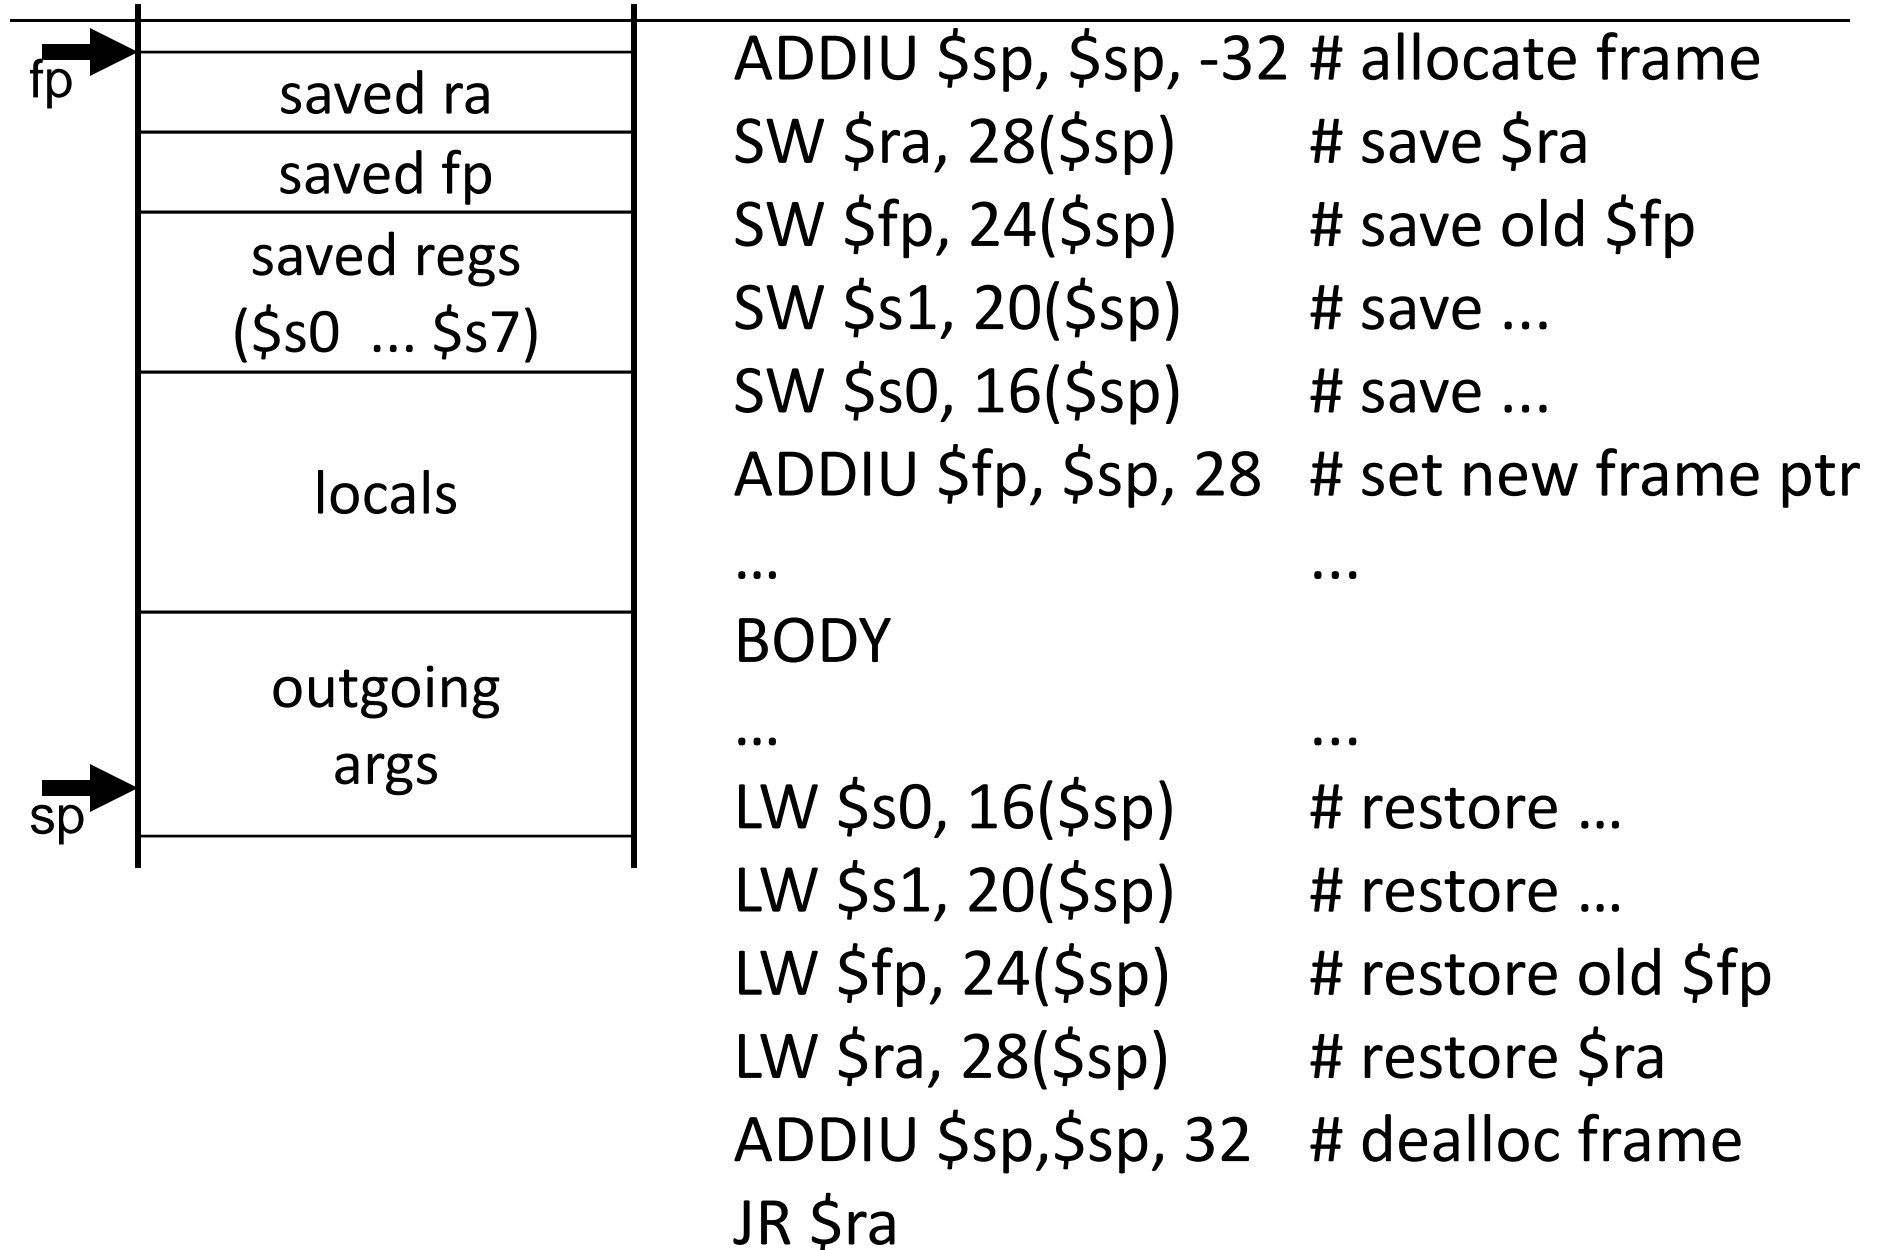 fp
saved ra
saved fp
saved regs
($s0 ... $s7)
locals
outgoing
args
sp
ADDIU $sp, $sp, -32 # allocate frame
SW $ra, 28($sp) # save $ra
SW $fp, 24($sp) # save old $fp
SW $s1, 20($sp) # save ...
SW $s0, 16($sp) # save ...
ADDIU $fp, $sp, 28 # set new frame ptr
... ...
BODY
... ...
LW $s0, 16($sp) # restore ...
LW $s1, 20($sp) # restore ...
LW $fp, 24($sp) # restore old $fp
LW $ra, 28($sp) # restore $ra
ADDIU $sp,$sp, 32 # dealloc frame
JR $ra